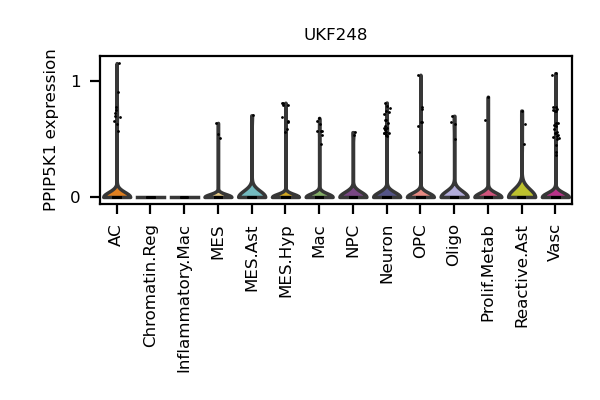 UKF248
PPIP5K1 expression
1
0
AC
Chromatin.Reg
Inflammatory.Mac
MES
MES.Ast
MES.Hyp
Mac
NPC
Neuron
OPC
Oligo
Prolif.Metab
Reactive.Ast
Vasc